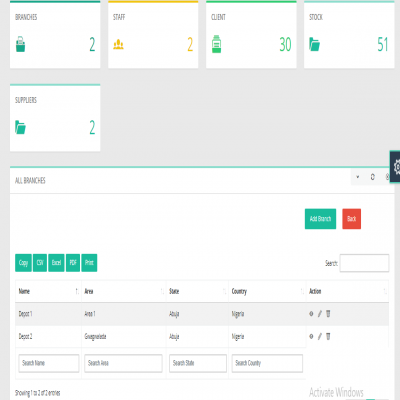 BRANCHES STAFF CLIENT STOCK
2 2 30 51
SUPPLIERS
2
ALL BRANCHES
Add Branch Back
Copy CSV Excel PDF Print Search:
Name Area State Country Action
Depot 1 Area 1 Abuja Nigeria
Depot 2 Gwagwalada Abuja Nigeria
Search Name Search Area Search State Search Country
Showing 1 to 2 of 2 entries
Activate Windows